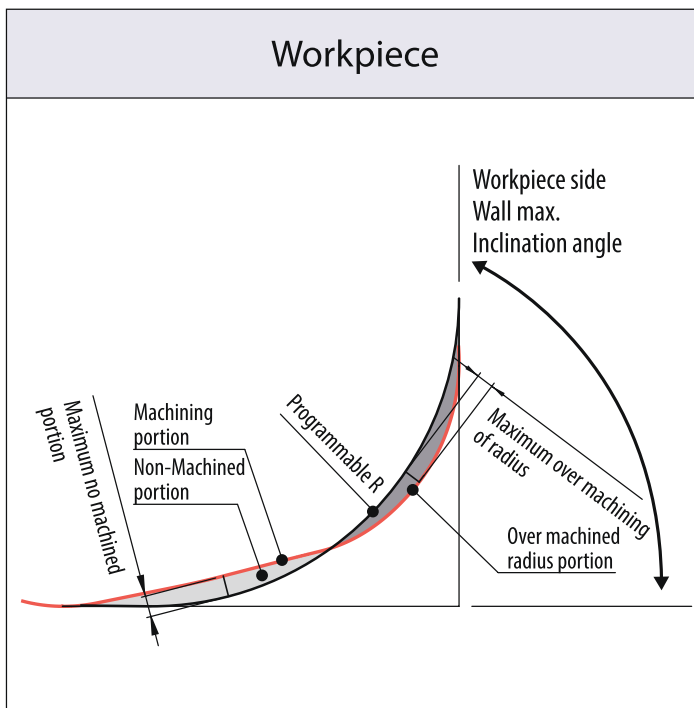 Workpiece
Workpiece side
Wall max.
Inclination angle
Maximum no machined
portion
Machining
portion
Non-Machined
portion
Programmable R
Maximum over machining
of radius
Over machined
radius portion